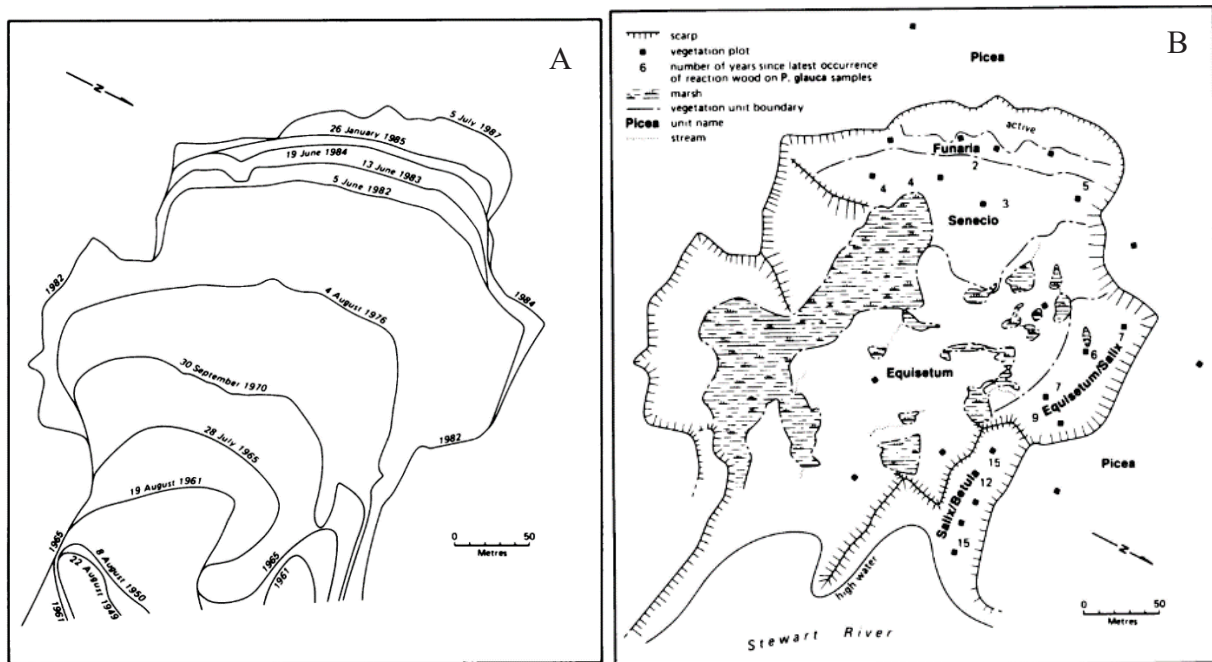 A
N
5 July 1987
26 January 1985
19 June 1984
13 June 1983
5 June 1982
1982
1984
4 August 1976
30 September 1970
1982
28 July 1965
19 August 1961
1965
8 August 1950
22 August 1949
1961
1965
1961
0 50
Metres
B
scarp
vegetation plot
6 number of years since latest occurrence
of reaction wood on P. glauca samples
marsh
vegetation unit boundary
Picea unit name
stream
Picea
active
Funaria
2
4
4
5
3
Senecio
7
6
Equisetum
Equisetum/Salix
7
9
Picea
15
12
Salix/Betula
15
N
high water
0 50
Metres
Stewart River